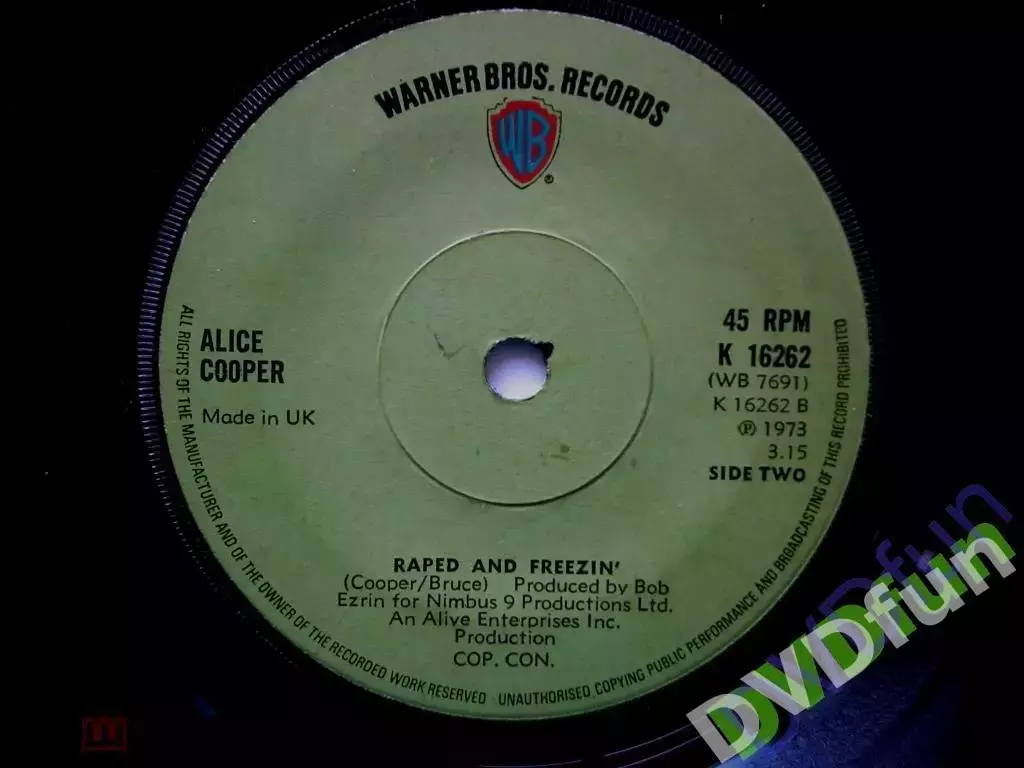 WARNER BROS. RECORDS
WB
®
ALICE
COOPER
Made in UK
45 RPM
K 16262
(WB 7691)
K 16262 B
℗ 1973
3.15
SIDE TWO
RAPED AND FREEZIN'
(Cooper/Bruce) Produced by Bob
Ezrin for Nimbus 9 Productions Ltd.
An Alive Enterprises Inc.
Production
COP. CON.
ALL RIGHTS OF THE MANUFACTURER AND OF THE OWNER OF THE RECORDED WORK RESERVED · UNAUTHORISED COPYING PUBLIC PERFORMANCE AND BROADCASTING OF THIS RECORD PROHIBITED
DVDfun
DVDfun